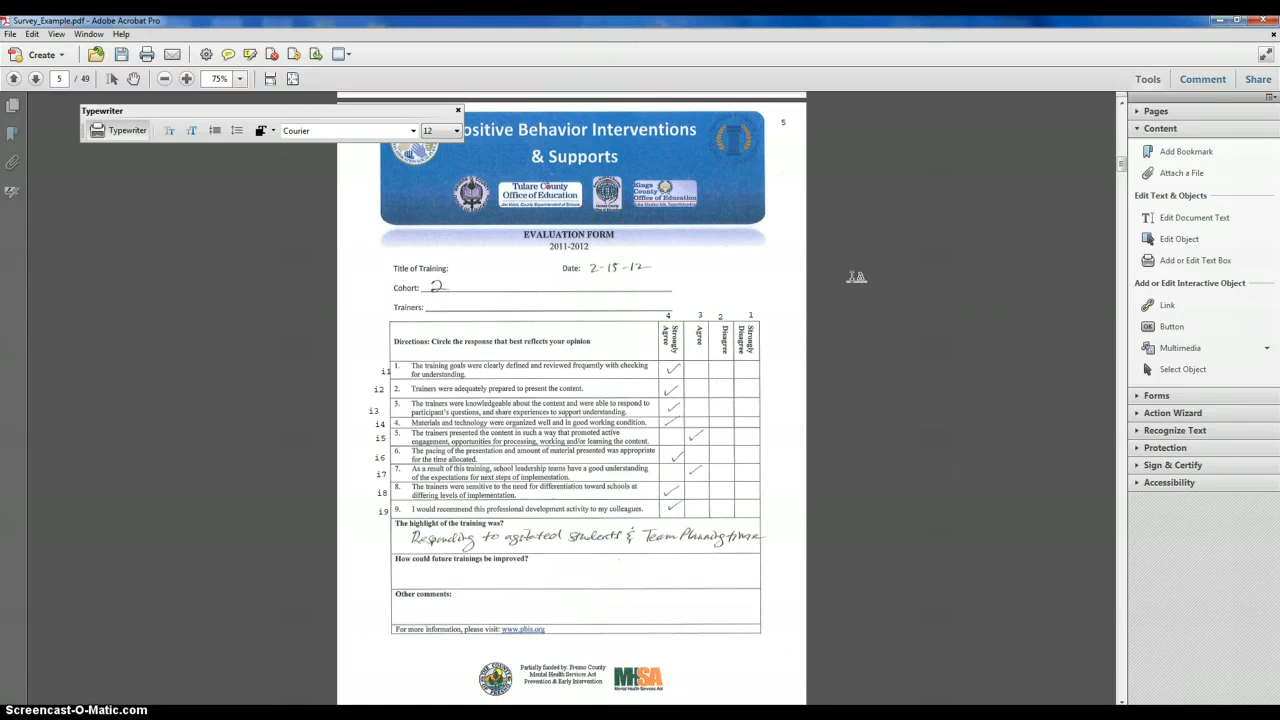 Survey_Example.pdf - Adobe Acrobat Pro
File Edit View Window Help
Create
5 / 49 75% Tools Comment Share
Typewriter
Typewriter Courier 12
Pages
Content
Add Bookmark
Attach a File
Edit Text & Objects
Edit Document Text
Edit Object
Add or Edit Text Box
Add or Edit Interactive Object
Link
Button
Multimedia
Select Object
Forms
Action Wizard
Recognize Text
Protection
Sign & Certify
Accessibility
5
ositive Behavior Interventions
& Supports
Tulare County
Office of Education
Kings
County
Office of Education
EVALUATION FORM
2011-2012
Title of Training: Date: 2-15-12
Cohort: 2
Trainers:
4 3 2 1
Directions: Circle the response that best reflects your opinion
Strongly Agree
Agree
Disagree
Strongly Disagree
i1 1. The training goals were clearly defined and reviewed frequently with checking
for understanding.
i2 2. Trainers were adequately prepared to present the content.
i3 3. The trainers were knowledgeable about the content and were able to respond to
participant's questions, and share experiences to support understanding.
i4 4. Materials and technology were organized well and in good working condition.
i5 5. The trainers presented the content in such a way that promoted active
engagement, opportunities for processing, working and/or learning the content.
i6 6. The pacing of the presentation and amount of material presented was appropriate
for the time allocated.
i7 7. As a result of this training, school leadership teams have a good understanding
of the expectations for next steps of implementation.
i8 8. The trainers were sensitive to the need for differentiation toward schools at
differing levels of implementation.
i9 9. I would recommend this professional development activity to my colleagues.
The highlight of the training was?
Responding to agitated students & Team Planning time
How could future trainings be improved?
Other comments:
For more information, please visit: www.pbis.org
Partially funded by: Fresno County
Mental Health Services Act
Prevention & Early Intervention
MHSA
Mental Health Services Act
Screencast-O-Matic.com